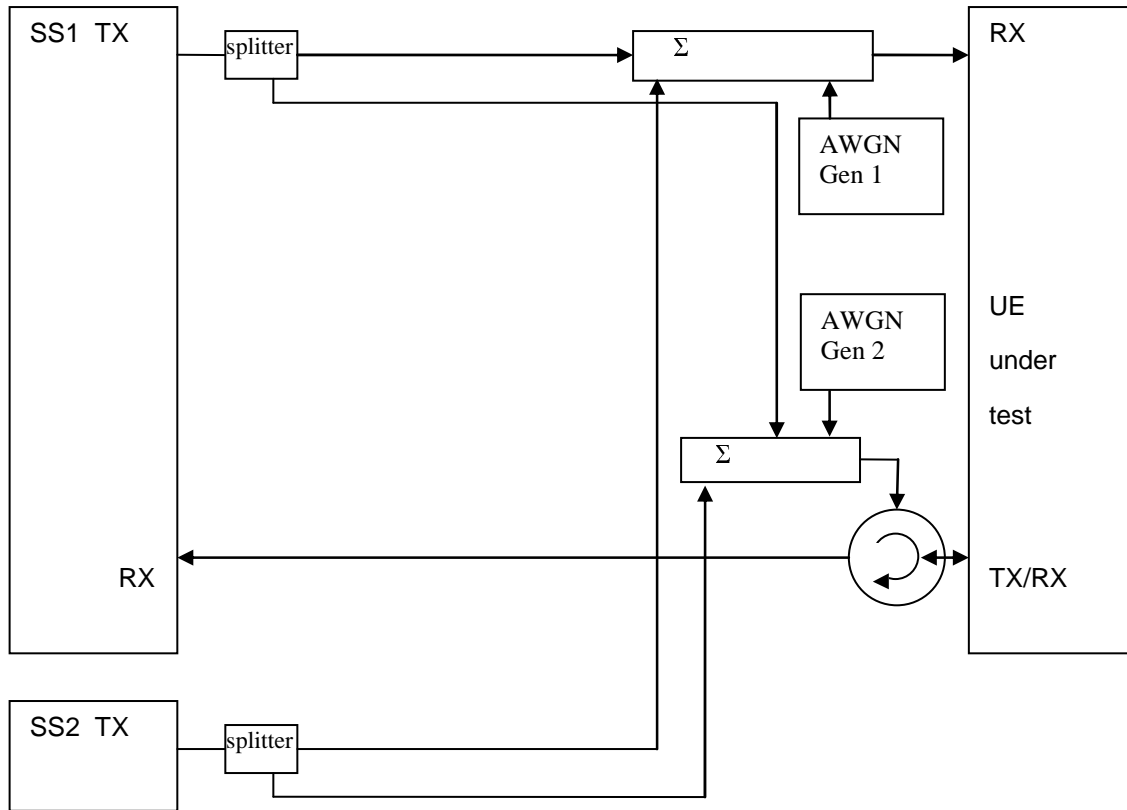 SS1 TX
splitter
Σ
RX
AWGN
Gen 1
AWGN
Gen 2
UE
under
test
Σ
RX
TX/RX
SS2 TX
splitter